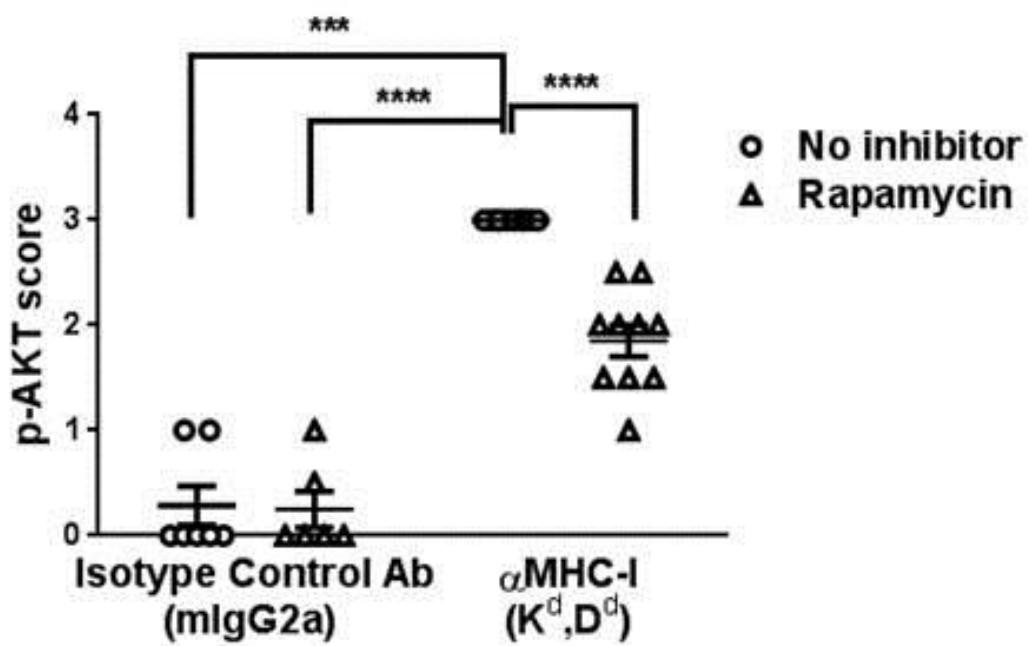 ***
****
****
4
3
2
1
0
p-AKT score
No inhibitor
Rapamycin
Isotype Control Ab
(mIgG2a)
αMHC-I
(Kᵈ,Dᵈ)